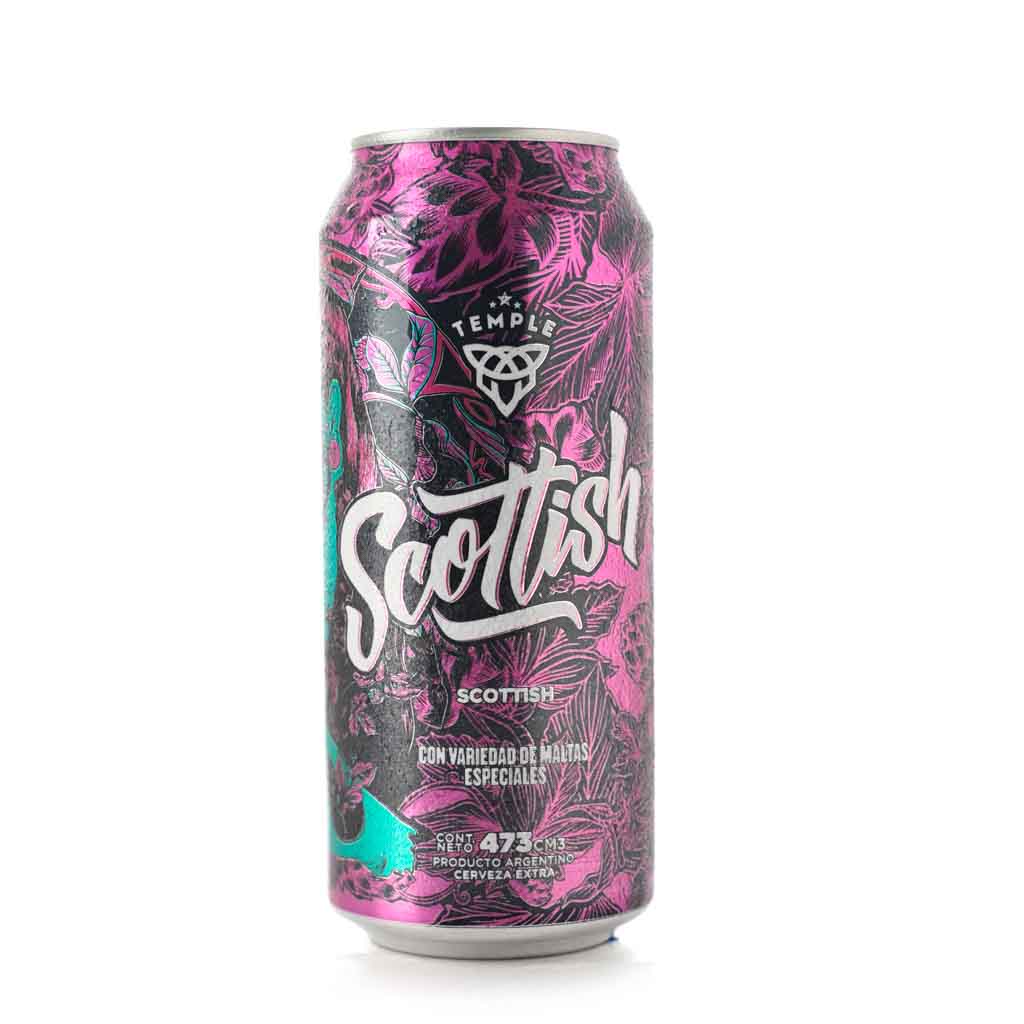 TEMPLE
Scottish
SCOTTISH
CON VARIEDAD DE MALTAS
ESPECIALES
CONT.
NETO 473 CM3
PRODUCTO ARGENTINO
CERVEZA EXTRA